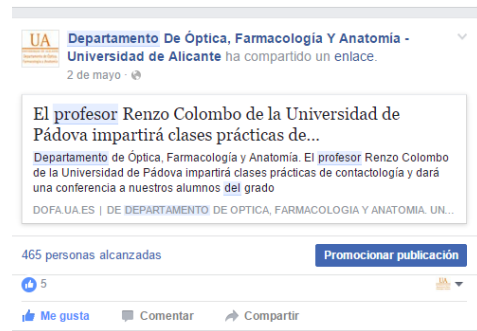 UA
Departamento De Óptica, Farmacología Y Anatomía -
Universidad de Alicante ha compartido un enlace.
2 de mayo ·
El profesor Renzo Colombo de la Universidad de
Pádova impartirá clases prácticas de...
Departamento de Óptica, Farmacología y Anatomía. El profesor Renzo Colombo
de la Universidad de Pádova impartirá clases prácticas de contactología y dará
una conferencia a nuestros alumnos del grado
DOFA.UA.ES | DE DEPARTAMENTO DE OPTICA, FARMACOLOGIA Y ANATOMIA. UN...
465 personas alcanzadas
Promocionar publicación
5
Me gusta Comentar Compartir